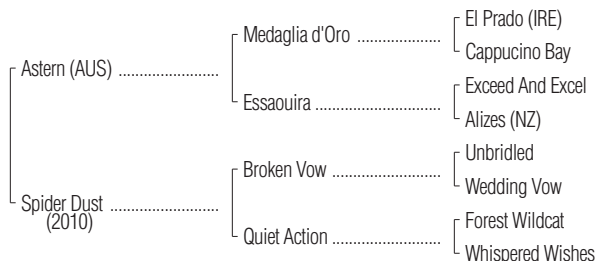 El Prado (IRE)
Medaglia d'Oro ....................
Cappucino Bay
Astern (AUS) ......................
Exceed And Excel
Essaouira ..........................
Alizes (NZ)
Unbridled
Broken Vow .......................
Wedding Vow
Spider Dust ........................
(2010)
Forest Wildcat
Quiet Action .......................
Whispered Wishes